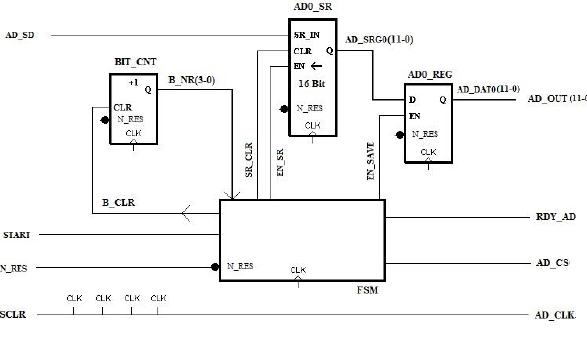 AD0_SR
AD_SD
SR_IN
CLR Q
EN ←
16 Bit
N_RES
CLK
AD_SRG0(11-0)
BIT_CNT
+1
Q
CLR
N_RES
CLK
B_NR(3-0)
AD0_REG
D Q
EN
N_RES
CLK
AD_DAT0(11-0)
AD_OUT(11-0
SR_CLR
EN_SR
EN_SAVE
B_CLR
START
N_RES
N_RES
CLK
FSM
RDY_AD
AD_CS
CLK CLK CLK CLK
SCLR
AD_CLK